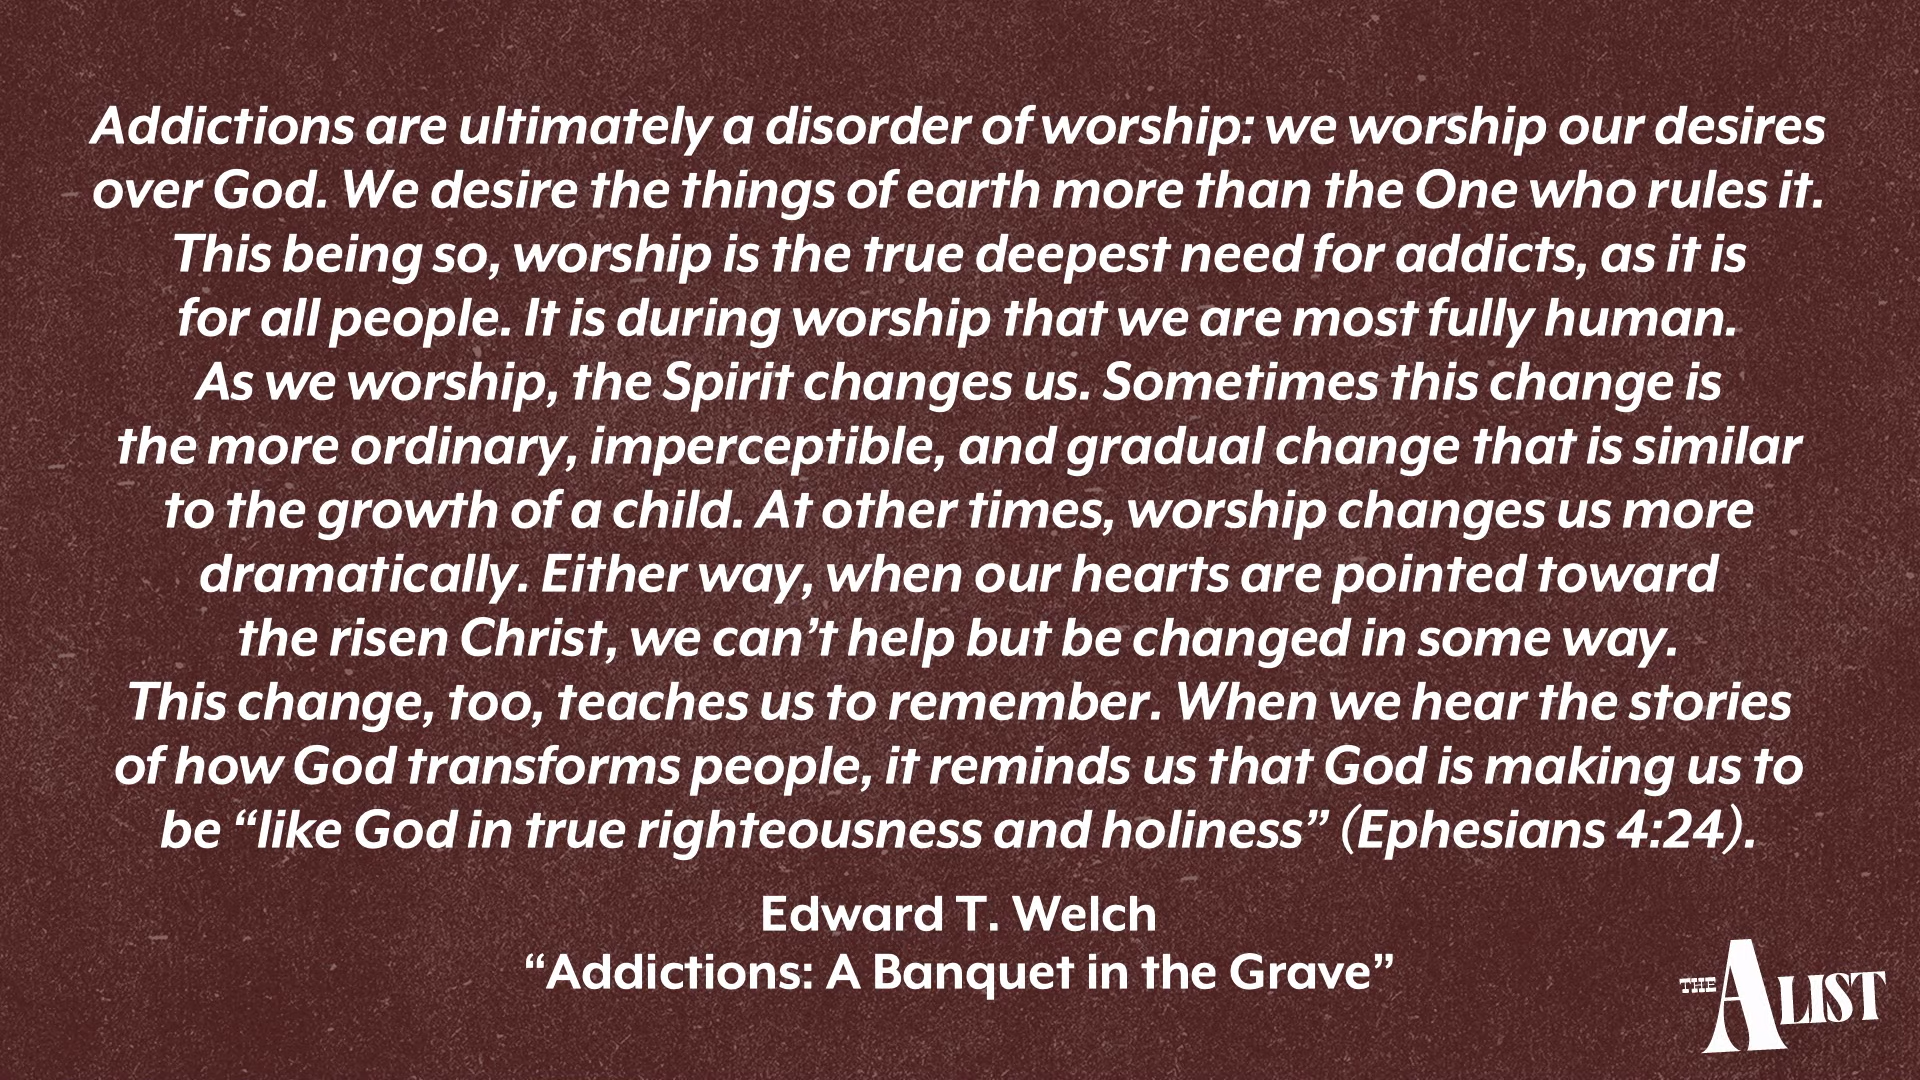 Addictions are ultimately a disorder of worship: we worship our desires
over God. We desire the things of earth more than the One who rules it.
This being so, worship is the true deepest need for addicts, as it is
for all people. It is during worship that we are most fully human.
As we worship, the Spirit changes us. Sometimes this change is
the more ordinary, imperceptible, and gradual change that is similar
to the growth of a child. At other times, worship changes us more
dramatically. Either way, when our hearts are pointed toward
the risen Christ, we can’t help but be changed in some way.
This change, too, teaches us to remember. When we hear the stories
of how God transforms people, it reminds us that God is making us to
be “like God in true righteousness and holiness” (Ephesians 4:24).
Edward T. Welch
“Addictions: A Banquet in the Grave”
THE A LIST